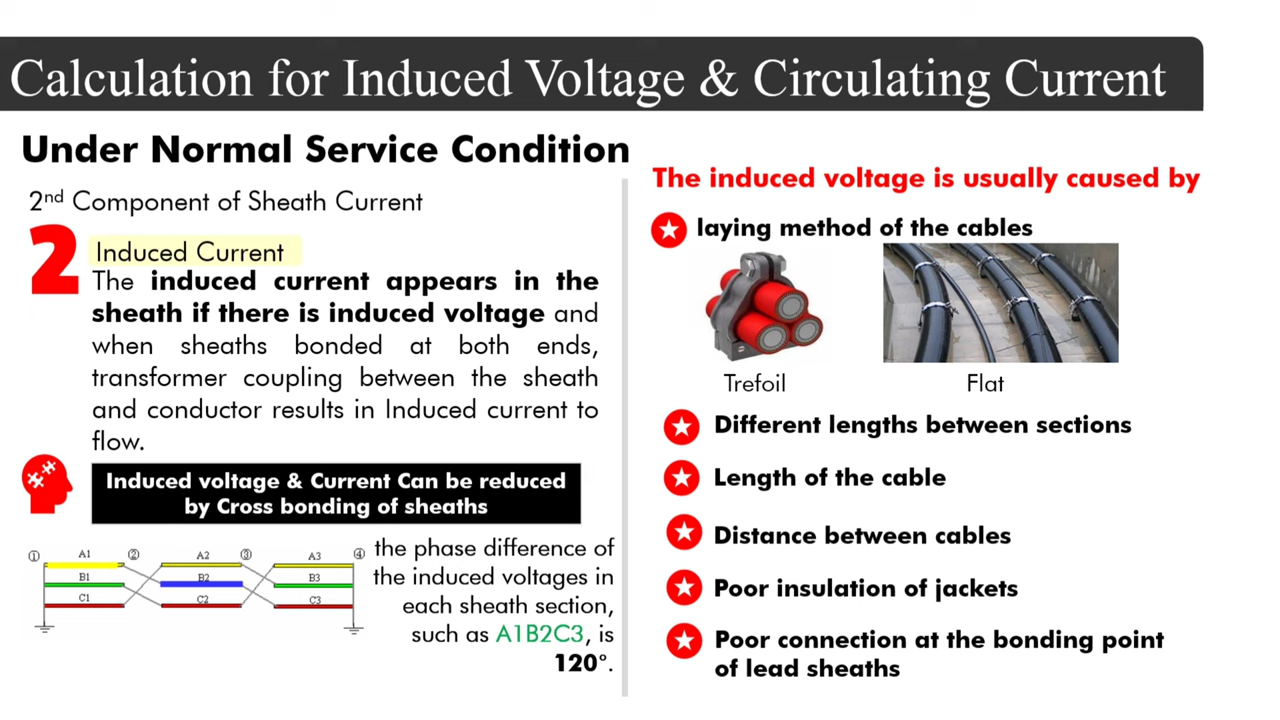 Calculation for Induced Voltage & Circulating Current
Under Normal Service Condition
2nd Component of Sheath Current
2
Induced Current
The induced current appears in the
sheath if there is induced voltage and
when sheaths bonded at both ends,
transformer coupling between the sheath
and conductor results in Induced current to
flow.
Induced voltage & Current Can be reduced
by Cross bonding of sheaths
① A1 ② A2 ③ A3 ④
B1 B2 B3
C1 C2 C3
the phase difference of
the induced voltages in
each sheath section,
such as A1B2C3, is
120°.
The induced voltage is usually caused by
laying method of the cables
Trefoil
Flat
Different lengths between sections
Length of the cable
Distance between cables
Poor insulation of jackets
Poor connection at the bonding point
of lead sheaths